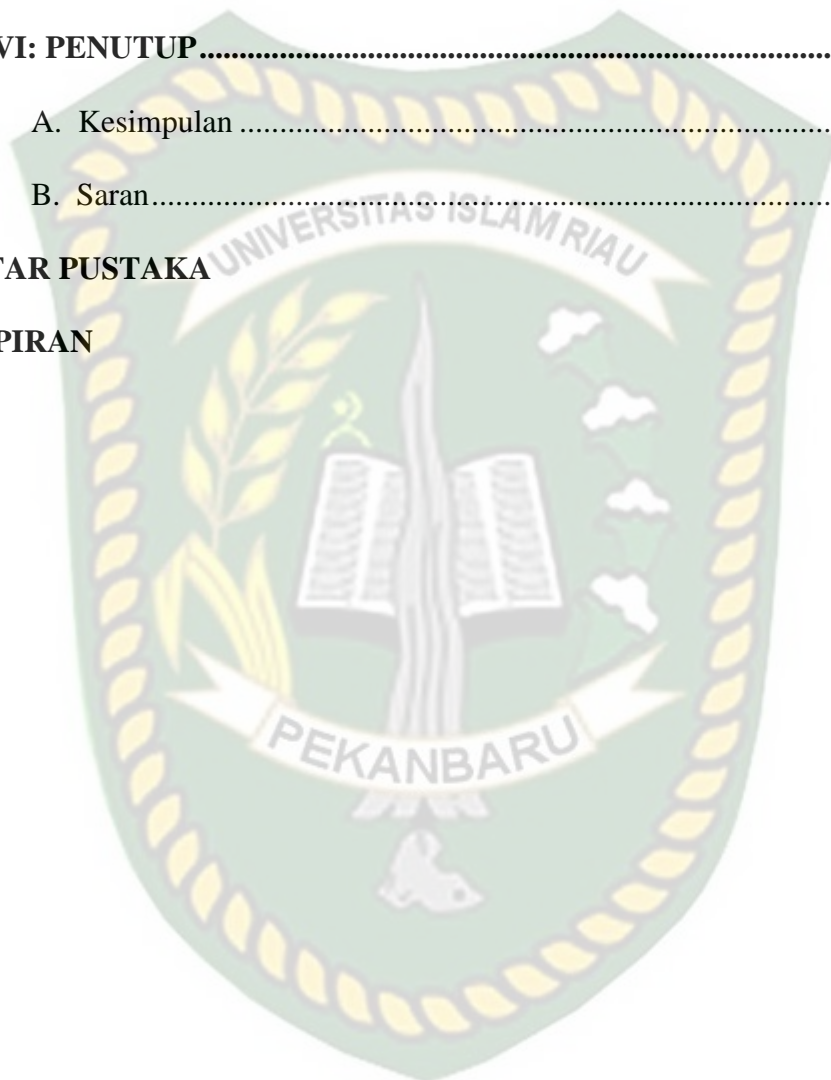 VI: PENUTUP..........................................................................
A. Kesimpulan ..........................................................................
B. Saran.....................................................................................
UNIVERSITAS ISLAM RIAU
TAR PUSTAKA
PIRAN
PEKANBARU